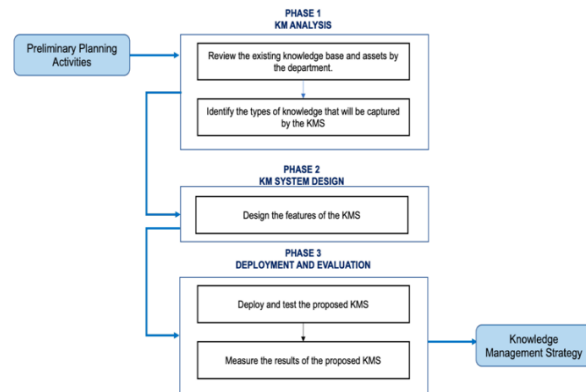 PHASE 1
KM ANALYSIS
Preliminary Planning
Activities
Review the existing knowledge base and assets by
the department.
Identify the types of knowledge that will be captured
by the KMS
PHASE 2
KM SYSTEM DESIGN
Design the features of the KMS
PHASE 3
DEPLOYMENT AND EVALUATION
Deploy and test the proposed KMS
Measure the results of the proposed KMS
Knowledge
Management Strategy